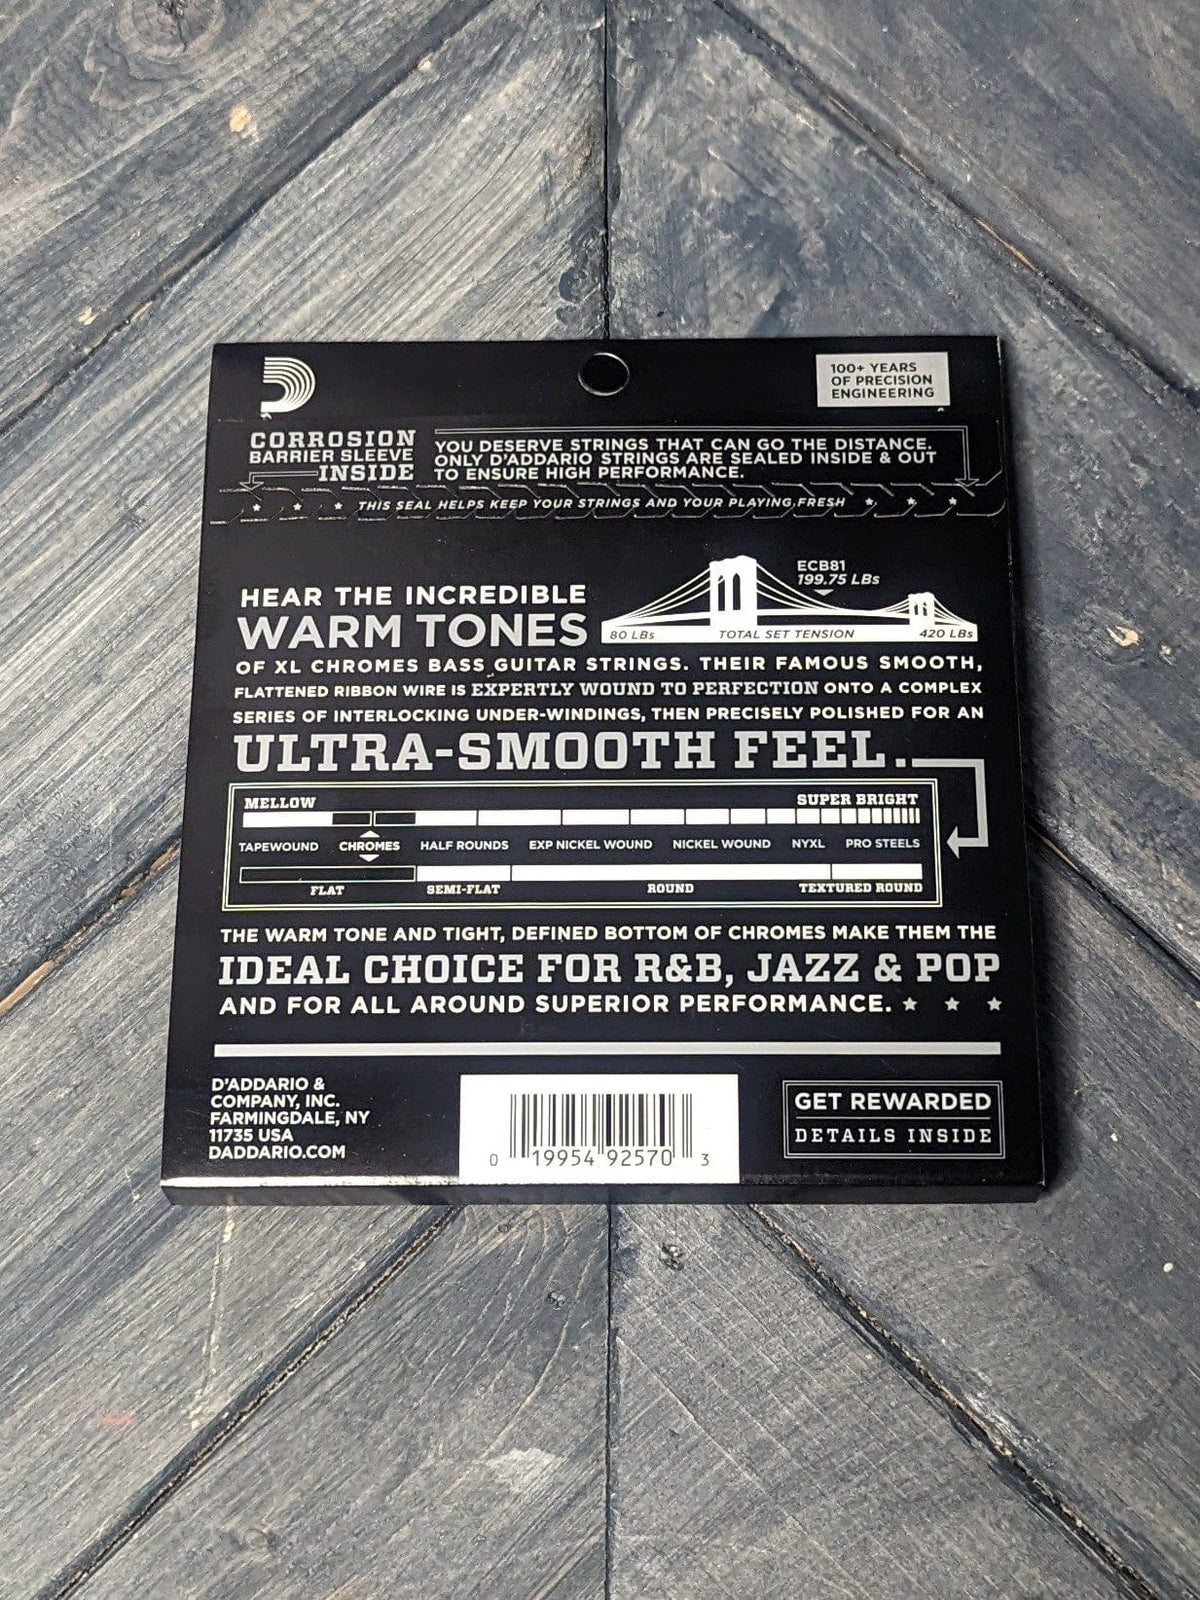 100+ YEARS
OF PRECISION
ENGINEERING
CORROSION
BARRIER SLEEVE
INSIDE
YOU DESERVE STRINGS THAT CAN GO THE DISTANCE.
ONLY D'ADDARIO STRINGS ARE SEALED INSIDE & OUT
TO ENSURE HIGH PERFORMANCE.
THIS SEAL HELPS KEEP YOUR STRINGS AND YOUR PLAYING FRESH
ECB81
199.75 LBs
80 LBs TOTAL SET TENSION 420 LBs
HEAR THE INCREDIBLE
WARM TONES
OF XL CHROMES BASS GUITAR STRINGS. THEIR FAMOUS SMOOTH,
FLATTENED RIBBON WIRE IS EXPERTLY WOUND TO PERFECTION ONTO A COMPLEX
SERIES OF INTERLOCKING UNDER-WINDINGS, THEN PRECISELY POLISHED FOR AN
ULTRA-SMOOTH FEEL.
MELLOW SUPER BRIGHT
TAPEWOUND CHROMES HALF ROUNDS EXP NICKEL WOUND NICKEL WOUND NYXL PRO STEELS
FLAT SEMI-FLAT ROUND TEXTURED ROUND
THE WARM TONE AND TIGHT, DEFINED BOTTOM OF CHROMES MAKE THEM THE
IDEAL CHOICE FOR R&B, JAZZ & POP
AND FOR ALL AROUND SUPERIOR PERFORMANCE.
D'ADDARIO &
COMPANY, INC.
FARMINGDALE, NY
11735 USA
DADDARIO.COM
0 19954 92570 3
GET REWARDED
DETAILS INSIDE